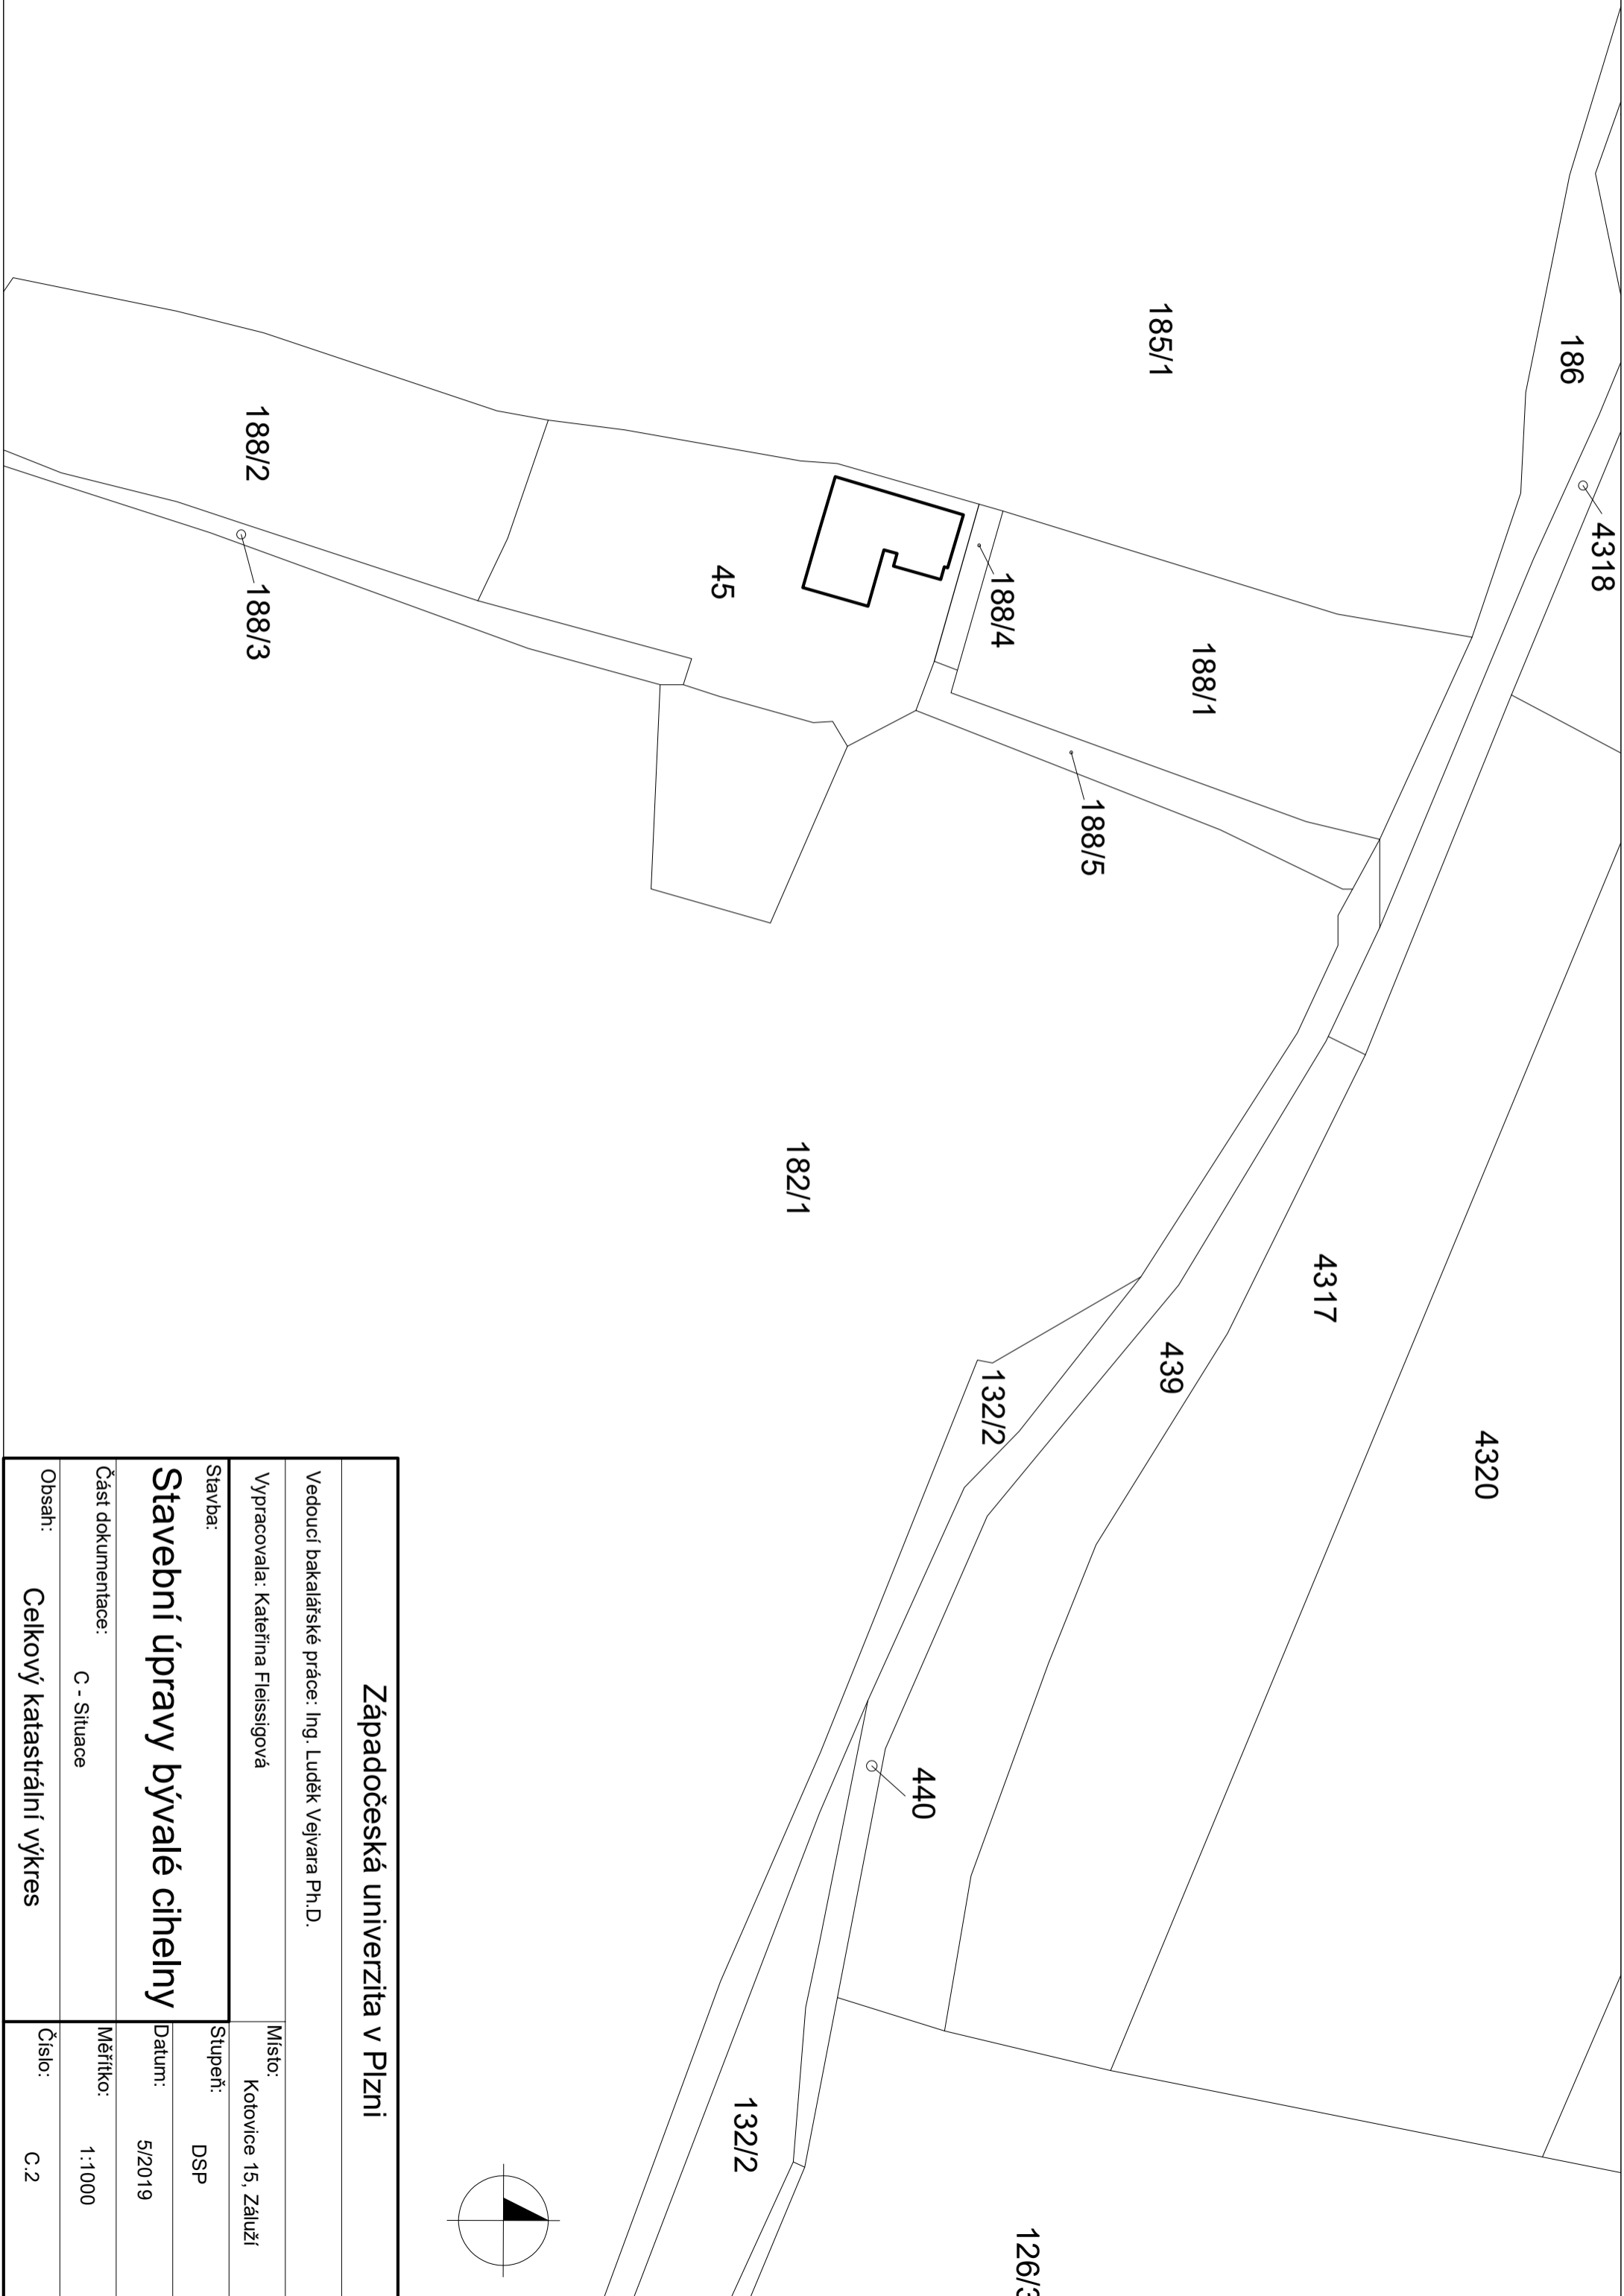 186
4318
185/1
188/4
188/1
188/5
188/2
188/3
45
182/1
4317
439
4320
132/2
440
132/2
Západočeská univerzita v Plzni
Vedoucí bakalářské práce: Ing. Luděk Vejvara Ph.D.
Vypracovala: Kateřina Fleissigová
Místo:
Kotovice 15, Záluží
Stavba:
Stavební úpravy bývalé cihelny
Stupeň:
DSP
Datum:
5/2019
Část dokumentace:
C - Situace
Měřítko:
1:1000
Obsah:
Celkový katastrální výkres
Číslo:
C.2